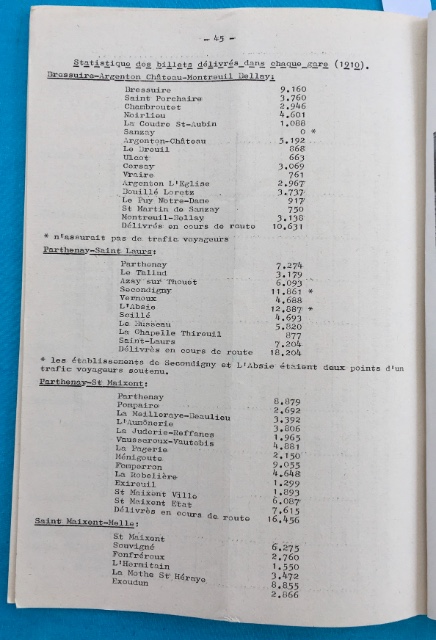 - 45 -
Statistique des billets délivrés dans chaque gare (1910).
Bressuire-Argenton Château-Montreuil Bellay:
Bressuire 9.160
Saint Porchaire 3.760
Chambroutet 2.946
Noirlieu 4.601
La Coudre St-Aubin 1.088
Sanzay 0 *
Argenton-Château 5.192
Le Breuil 868
Ulcot 663
Cersay 3.069
Vraire 761
Argenton L'Eglise 2.967
Bouillé Loretz 3.737
Le Puy Notre-Dame 917
St Martin de Sanzay 750
Montreuil-Bellay 3.138
Délivrés en cours de route 10.631
* n'assurait pas de trafic voyageurs
Parthenay-Saint Laurs:
Parthenay 7.274
Le Tallud 3.179
Azay sur Thouet 6.093
Secondigny 11.861 *
Vernoux 4.688
L'Absie 12.887 *
Scillé 4.693
Le Busseau 5.820
La Chapelle Thireuil 877
Saint-Laurs 7.204
Délivrés en cours de route 18.204
* les établissements de Secondigny et L'Absie étaient deux points d'un
trafic voyageurs soutenu.
Parthenay-St Maixent:
Parthenay 8.879
Pompaire 2.692
La Meilleraye-Beaulieu 3.392
L'Aumônerie 3.806
La Juderie-Reffanes 1.965
Vausseroux-Vautebis 4.881
La Pagerie 2.150
Ménigoute 9.055
Fomperron 4.648
La Robelière 1.299
Exireuil 1.893
St Maixent Ville 6.087
St Maixent Etat 7.615
Délivrés en cours de route 16.456
Saint Maixent-Melle:
St Maixent 6.275
Souvigné 2.760
Fonfréroux 1.550
L'Hermitain 3.472
La Mothe St Héraye 8.855
Exoudun 2.866